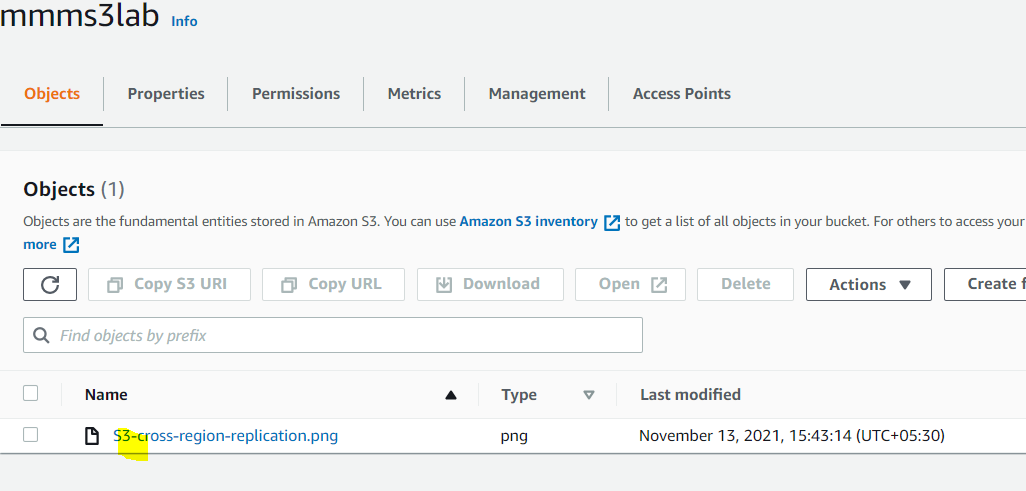 mmms3lab Info
Objects Properties Permissions Metrics Management Access Points
Objects (1)
Objects are the fundamental entities stored in Amazon S3. You can use Amazon S3 inventory to get a list of all objects in your bucket. For others to access your
more
Copy S3 URI Copy URL Download Open Delete Actions Create f
Find objects by prefix
Name Type Last modified
S3-cross-region-replication.png png November 13, 2021, 15:43:14 (UTC+05:30)